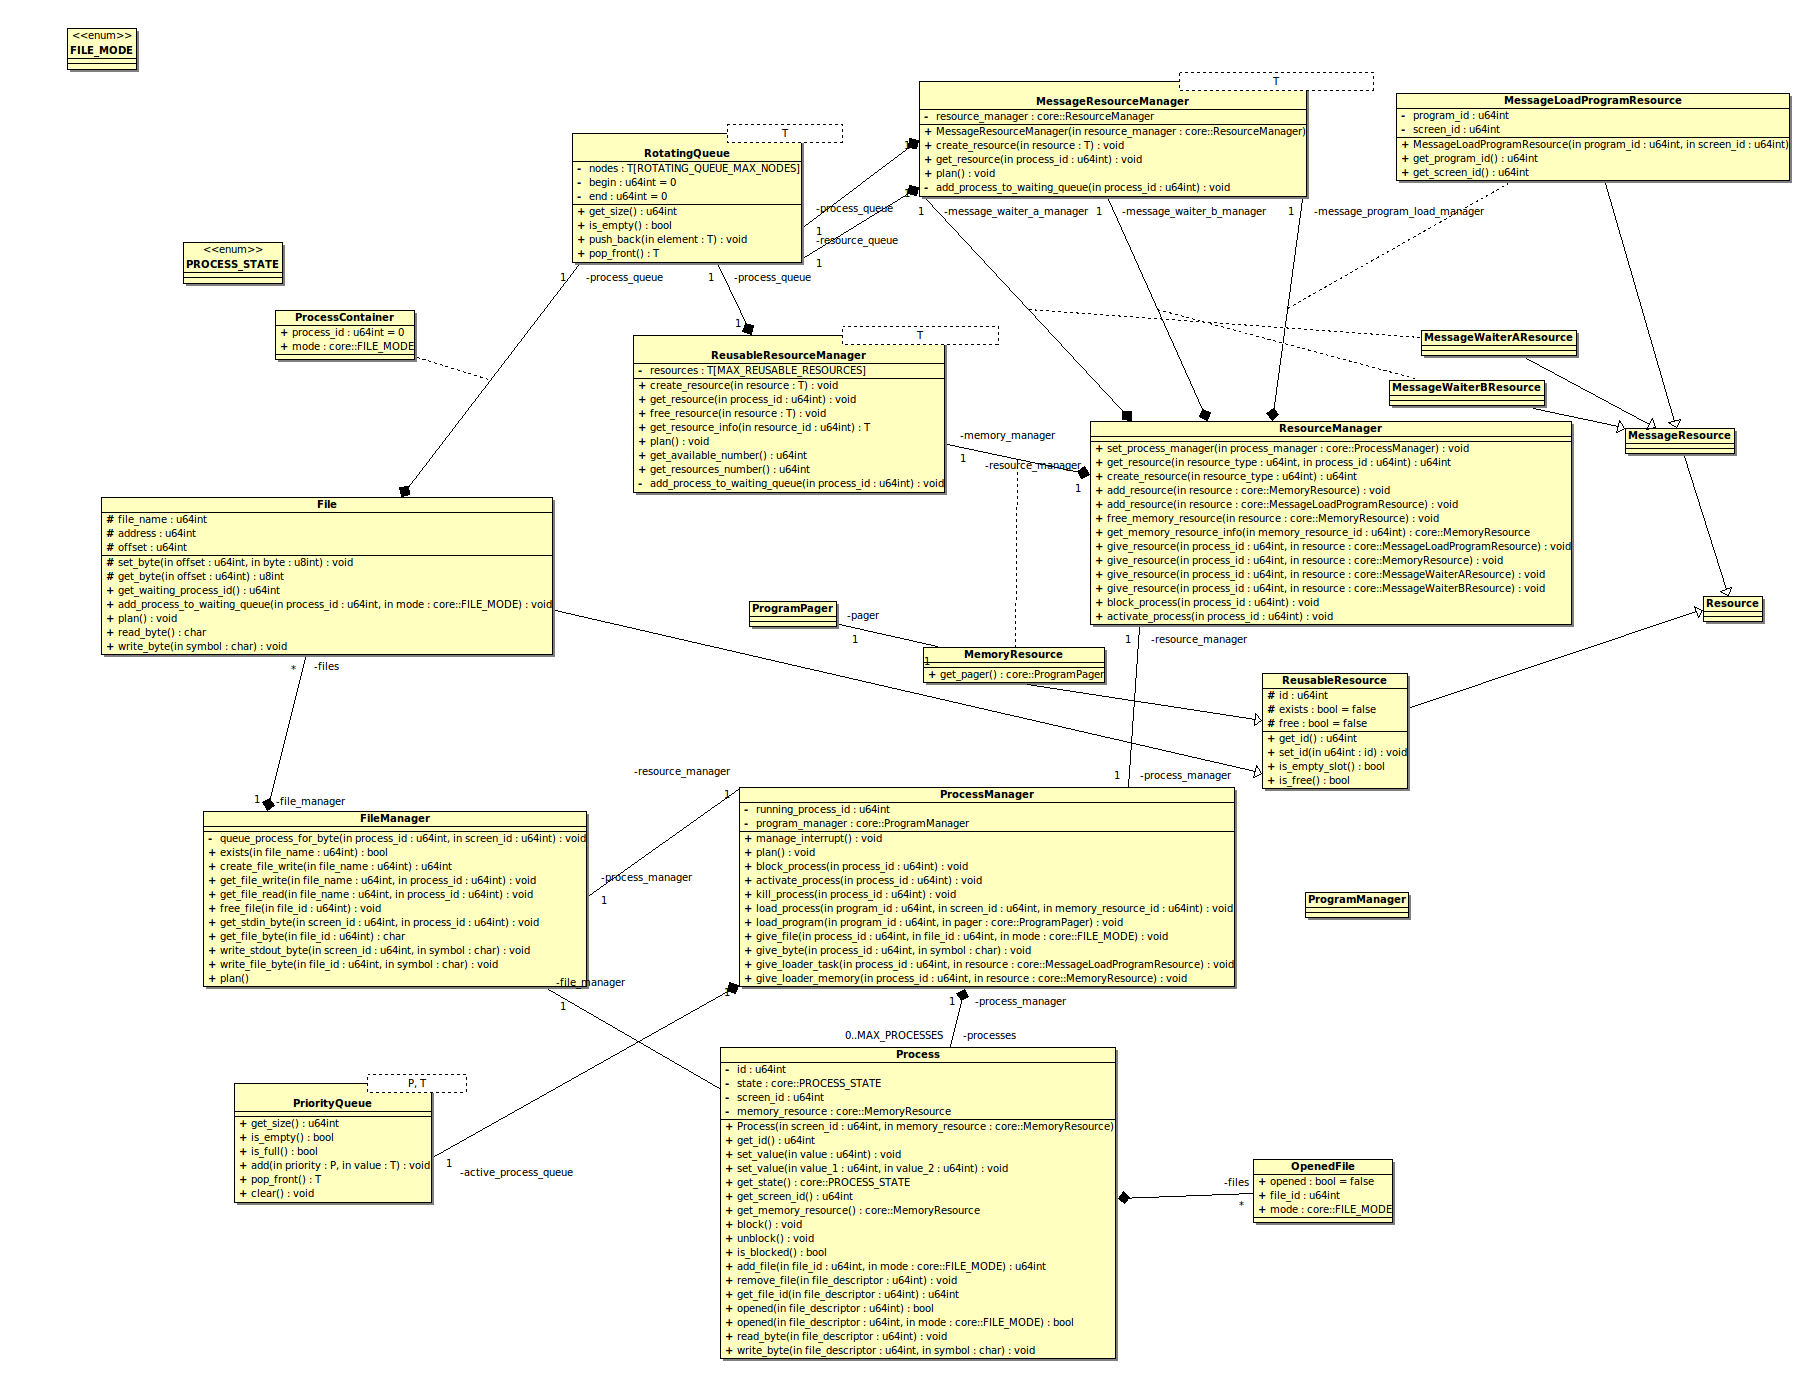 <<enum>>
FILE_MODE
T
MessageResourceManager
- resource_manager : core::ResourceManager
+ MessageResourceManager(in resource_manager : core::ResourceManager)
+ create_resource(in resource : T) : void
+ get_resource(in process_id : u64int) : void
+ plan() : void
- add_process_to_waiting_queue(in process_id : u64int) : void
MessageLoadProgramResource
- program_id : u64int
- screen_id : u64int
+ MessageLoadProgramResource(in program_id : u64int, in screen_id : u64int)
+ get_program_id() : u64int
+ get_screen_id() : u64int
T
RotatingQueue
- nodes : T[ROTATING_QUEUE_MAX_NODES]
- begin : u64int = 0
- end : u64int = 0
+ get_size() : u64int
+ is_empty() : bool
+ push_back(in element : T) : void
+ pop_front() : T
1
-process_queue
1
1
-resource_queue
1
1
-message_waiter_a_manager
1
-message_waiter_b_manager
1
-message_program_load_manager
<<enum>>
PROCESS_STATE
1
-process_queue
1
-process_queue
1
ProcessContainer
+ process_id : u64int = 0
+ mode : core::FILE_MODE
T
ReusableResourceManager
- resources : T[MAX_REUSABLE_RESOURCES]
+ create_resource(in resource : T) : void
+ get_resource(in process_id : u64int) : void
+ free_resource(in resource : T) : void
+ get_resource_info(in resource_id : u64int) : T
+ plan() : void
+ get_available_number() : u64int
+ get_resources_number() : u64int
- add_process_to_waiting_queue(in process_id : u64int) : void
MessageWaiterAResource
MessageWaiterBResource
MessageResource
-memory_manager
1
-resource_manager
1
ResourceManager
+ set_process_manager(in process_manager : core::ProcessManager) : void
+ get_resource(in resource_type : u64int, in process_id : u64int) : u64int
+ create_resource(in resource_type : u64int) : u64int
+ add_resource(in resource : core::MemoryResource) : void
+ add_resource(in resource : core::MessageLoadProgramResource) : void
+ free_memory_resource(in resource : core::MemoryResource) : void
+ get_memory_resource_info(in memory_resource_id : u64int) : core::MemoryResource
+ give_resource(in process_id : u64int, in resource : core::MessageLoadProgramResource) : void
+ give_resource(in process_id : u64int, in resource : core::MemoryResource) : void
+ give_resource(in process_id : u64int, in resource : core::MessageWaiterAResource) : void
+ give_resource(in process_id : u64int, in resource : core::MessageWaiterBResource) : void
+ block_process(in process_id : u64int) : void
+ activate_process(in process_id : u64int) : void
File
# file_name : u64int
# address : u64int
# offset : u64int
# set_byte(in offset : u64int, in byte : u8int) : void
# get_byte(in offset : u64int) : u8int
+ get_waiting_process_id() : u64int
+ add_process_to_waiting_queue(in process_id : u64int, in mode : core::FILE_MODE) : void
+ plan() : void
+ read_byte() : char
+ write_byte(in symbol : char) : void
Resource
ProgramPager
-pager
1
1
MemoryResource
+ get_pager() : core::ProgramPager
1
-resource_manager
*
-files
ReusableResource
# id : u64int
# exists : bool = false
# free : bool = false
+ get_id() : u64int
+ set_id(in u64int : id) : void
+ is_empty_slot() : bool
+ is_free() : bool
1
-process_manager
-resource_manager
1
1
-file_manager
-process_manager
1
FileManager
- queue_process_for_byte(in process_id : u64int, in screen_id : u64int) : void
+ exists(in file_name : u64int) : bool
+ create_file_write(in file_name : u64int) : u64int
+ get_file_write(in file_name : u64int, in process_id : u64int) : void
+ get_file_read(in file_name : u64int, in process_id : u64int) : void
+ free_file(in file_id : u64int) : void
+ get_stdin_byte(in screen_id : u64int, in process_id : u64int) : void
+ get_file_byte(in file_id : u64int) : char
+ write_stdout_byte(in screen_id : u64int, in symbol : char) : void
+ write_file_byte(in file_id : u64int, in symbol : char) : void
+ plan()
ProcessManager
- running_process_id : u64int
- program_manager : core::ProgramManager
+ manage_interrupt() : void
+ plan() : void
+ block_process(in process_id : u64int) : void
+ activate_process(in process_id : u64int) : void
+ kill_process(in process_id : u64int) : void
+ load_process(in program_id : u64int, in screen_id : u64int, in memory_resource_id : u64int) : void
+ load_program(in program_id : u64int, in pager : core::ProgramPager) : void
+ give_file(in process_id : u64int, in file_id : u64int, in mode : core::FILE_MODE) : void
+ give_byte(in process_id : u64int, in symbol : char) : void
+ give_loader_task(in process_id : u64int, in resource : core::MessageLoadProgramResource) : void
+ give_loader_memory(in process_id : u64int, in resource : core::MemoryResource) : void
ProgramManager
-file_manager
1
1
1
-process_manager
0..MAX_PROCESSES
-processes
P, T
PriorityQueue
+ get_size() : u64int
+ is_empty() : bool
+ is_full() : bool
+ add(in priority : P, in value : T) : void
+ pop_front() : T
+ clear() : void
1
-active_process_queue
Process
- id : u64int
- state : core::PROCESS_STATE
- screen_id : u64int
- memory_resource : core::MemoryResource
+ Process(in screen_id : u64int, in memory_resource : core::MemoryResource)
+ get_id() : u64int
+ set_value(in value : u64int) : void
+ set_value(in value_1 : u64int, in value_2 : u64int) : void
+ get_state() : core::PROCESS_STATE
+ get_screen_id() : u64int
+ get_memory_resource() : core::MemoryResource
+ block() : void
+ unblock() : void
+ is_blocked() : bool
+ add_file(in file_id : u64int, in mode : core::FILE_MODE) : u64int
+ remove_file(in file_descriptor : u64int) : void
+ get_file_id(in file_descriptor : u64int) : u64int
+ opened(in file_descriptor : u64int) : bool
+ opened(in file_descriptor : u64int, in mode : core::FILE_MODE) : bool
+ read_byte(in file_descriptor : u64int) : void
+ write_byte(in file_descriptor : u64int, in symbol : char) : void
-files
*
OpenedFile
+ opened : bool = false
+ file_id : u64int
+ mode : core::FILE_MODE